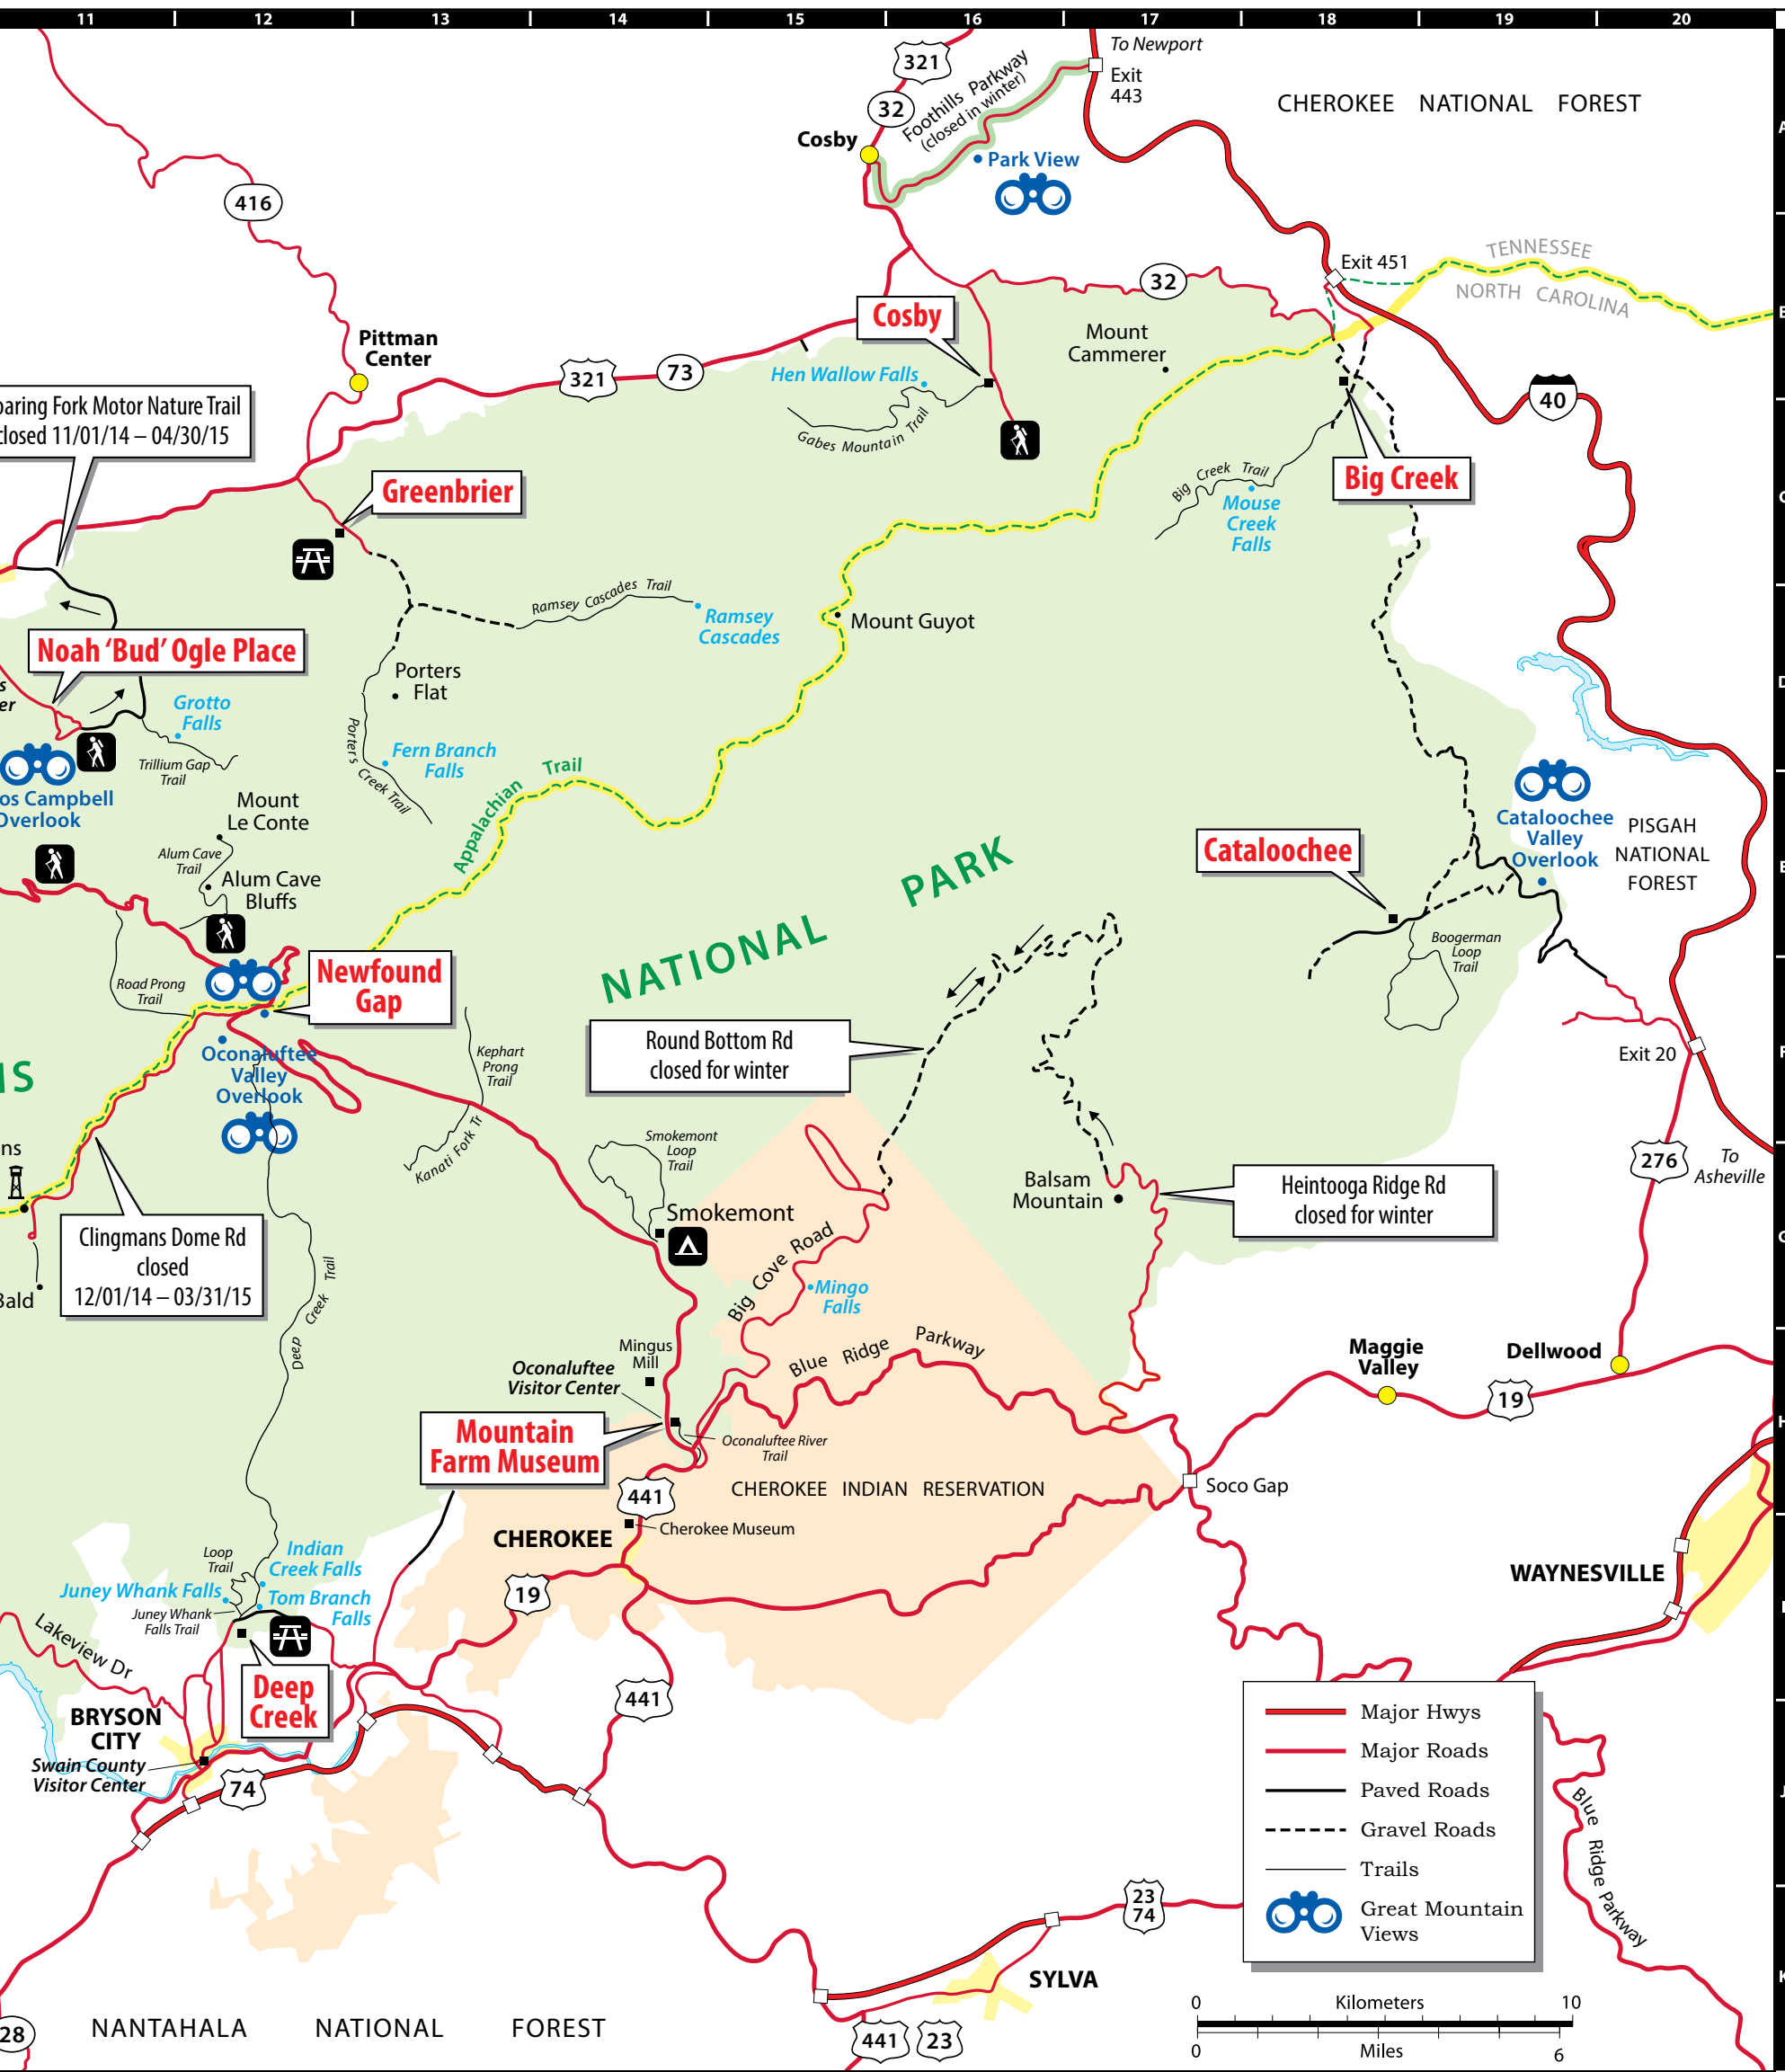 11 12 13 14 15 16 17 18 19 20
To Newport
321
Exit
443
Foothills Parkway
(closed in winter)
CHEROKEE NATIONAL FOREST
32
Cosby
Park View
416
TENNESSEE
Exit 451
NORTH CAROLINA
32
Cosby
Pittman
Center
Mount
Cammerer
321
73
Hen Wallow Falls
40
Gabes Mountain Trail
oaring Fork Motor Nature Trail
closed 11/01/14 – 04/30/15
Greenbrier
Big Creek Trail
Big Creek
Mouse
Creek
Falls
Ramsey Cascades Trail
Ramsey
Cascades
Mount Guyot
Noah ‘Bud’ Ogle Place
s
er
Porters
Flat
Grotto
Falls
Porters Creek Trail
Fern Branch
Falls
Trillium Gap
Trail
Appalachian Trail
os Campbell
Overlook
Mount
Le Conte
Alum Cave
Trail
Alum Cave
Bluffs
Cataloochee
Valley
Overlook
PISGAH
NATIONAL
FOREST
Cataloochee
NATIONAL PARK
Boogerman
Loop
Trail
Newfound
Gap
Road Prong
Trail
Round Bottom Rd
closed for winter
Exit 20
Oconaluftee
Valley
Overlook
Kephart
Prong
Trail
Kanati Fork Tr
MS
ns
Smokemont
Loop
Trail
276
To
Asheville
Balsam
Mountain
Heintooga Ridge Rd
closed for winter
Smokemont
Clingmans Dome Rd
closed
12/01/14 – 03/31/15
Bald
Deep Creek Trail
Big Cove Road
Mingo
Falls
Blue Ridge Parkway
Mingus
Mill
Maggie
Valley
Dellwood
Oconaluftee
Visitor Center
19
Mountain
Farm Museum
Oconaluftee River
Trail
CHEROKEE INDIAN RESERVATION
Soco Gap
441
Cherokee Museum
CHEROKEE
Loop
Trail
Indian
Creek Falls
Juney Whank Falls
Tom Branch
Falls
Juney Whank
Falls Trail
19
WAYNESVILLE
Lakeview Dr
Deep
Creek
441
BRYSON
CITY
Swain County
Visitor Center
74
Major Hwys
Major Roads
Paved Roads
Gravel Roads
Trails
Great Mountain
Views
Blue Ridge Parkway
23
74
SYLVA
0 Kilometers 10
0 Miles 6
28
NANTAHALA NATIONAL FOREST
441
23